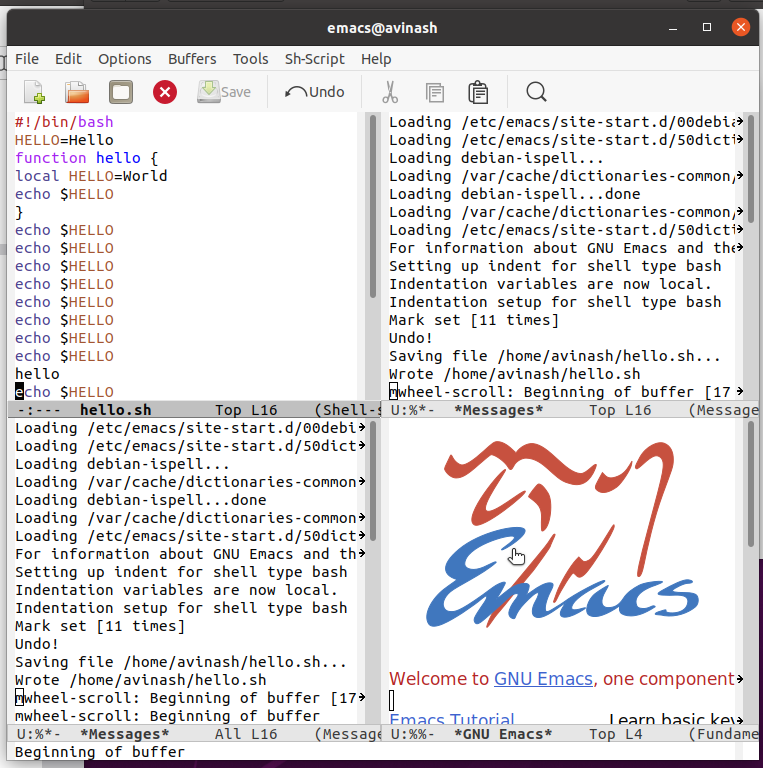 emacs@avinash
File Edit Options Buffers Tools Sh-Script Help
Save Undo
#!/bin/bash
HELLO=Hello
function hello {
local HELLO=World
echo $HELLO
}
echo $HELLO
echo $HELLO
echo $HELLO
echo $HELLO
echo $HELLO
echo $HELLO
echo $HELLO
echo $HELLO
hello
echo $HELLO
-:--- hello.sh Top L16 (Shell-s
Loading /etc/emacs/site-start.d/00debia
Loading /etc/emacs/site-start.d/50dicti
Loading debian-ispell...
Loading /var/cache/dictionaries-common/
Loading debian-ispell...done
Loading /var/cache/dictionaries-common/
Loading /etc/emacs/site-start.d/50dicti
For information about GNU Emacs and the
Setting up indent for shell type bash
Indentation variables are now local.
Indentation setup for shell type bash
Mark set [11 times]
Undo!
Saving file /home/avinash/hello.sh...
Wrote /home/avinash/hello.sh
mwheel-scroll: Beginning of buffer [17
U:%*- *Messages* Top L16 (Message
Loading /etc/emacs/site-start.d/00debi
Loading /etc/emacs/site-start.d/50dict
Loading debian-ispell...
Loading /var/cache/dictionaries-common
Loading debian-ispell...done
Loading /var/cache/dictionaries-common
Loading /etc/emacs/site-start.d/50dict
For information about GNU Emacs and th
Setting up indent for shell type bash
Indentation variables are now local.
Indentation setup for shell type bash
Mark set [11 times]
Undo!
Saving file /home/avinash/hello.sh...
Wrote /home/avinash/hello.sh
mwheel-scroll: Beginning of buffer [17
mwheel-scroll: Beginning of buffer
U:%*- *Messages* All L16 (Message
Emacs
Welcome to GNU Emacs, one component
Emacs Tutorial Learn basic key
U:%%- *GNU Emacs* Top L4 (Fundame
Beginning of buffer